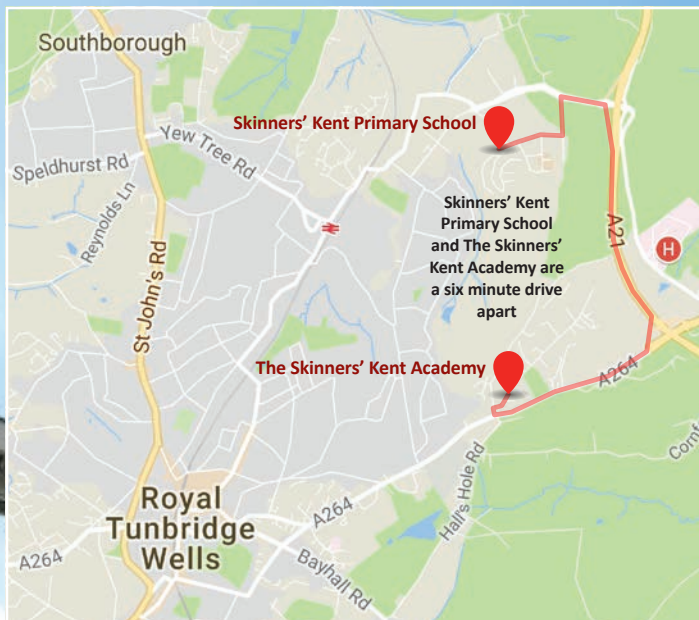 Southborough
Skinners' Kent Primary School
Yew Tree Rd
Speldhurst Rd
Reynolds Ln
St John's Rd
Skinners' Kent
Primary School
and The Skinners'
Kent Academy are
a six minute drive
apart
A21
H
The Skinners' Kent Academy
A264
Hall's Hole Rd
Royal
Tunbridge
Wells
A264
A264
Bayhall Rd